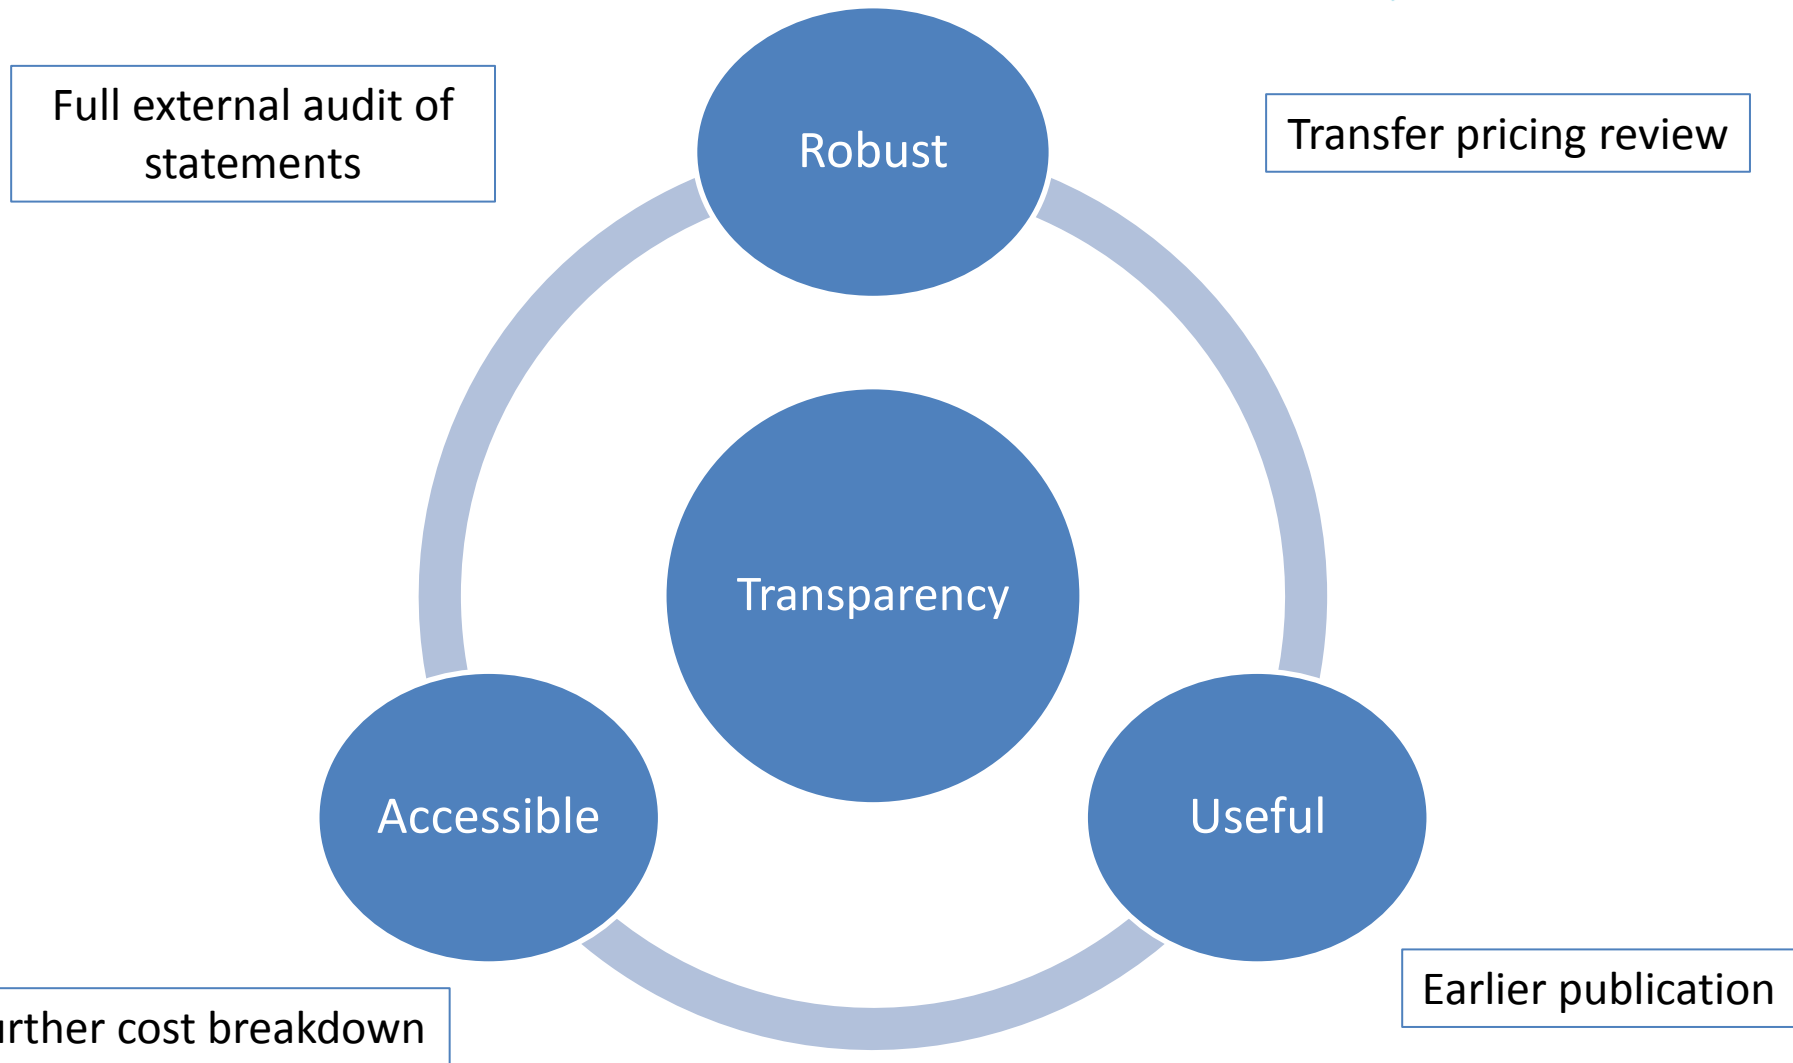 Robust
Full external audit of
statements
Transfer pricing review
Transparency
Accessible
Useful
Earlier publication
cost breakdown